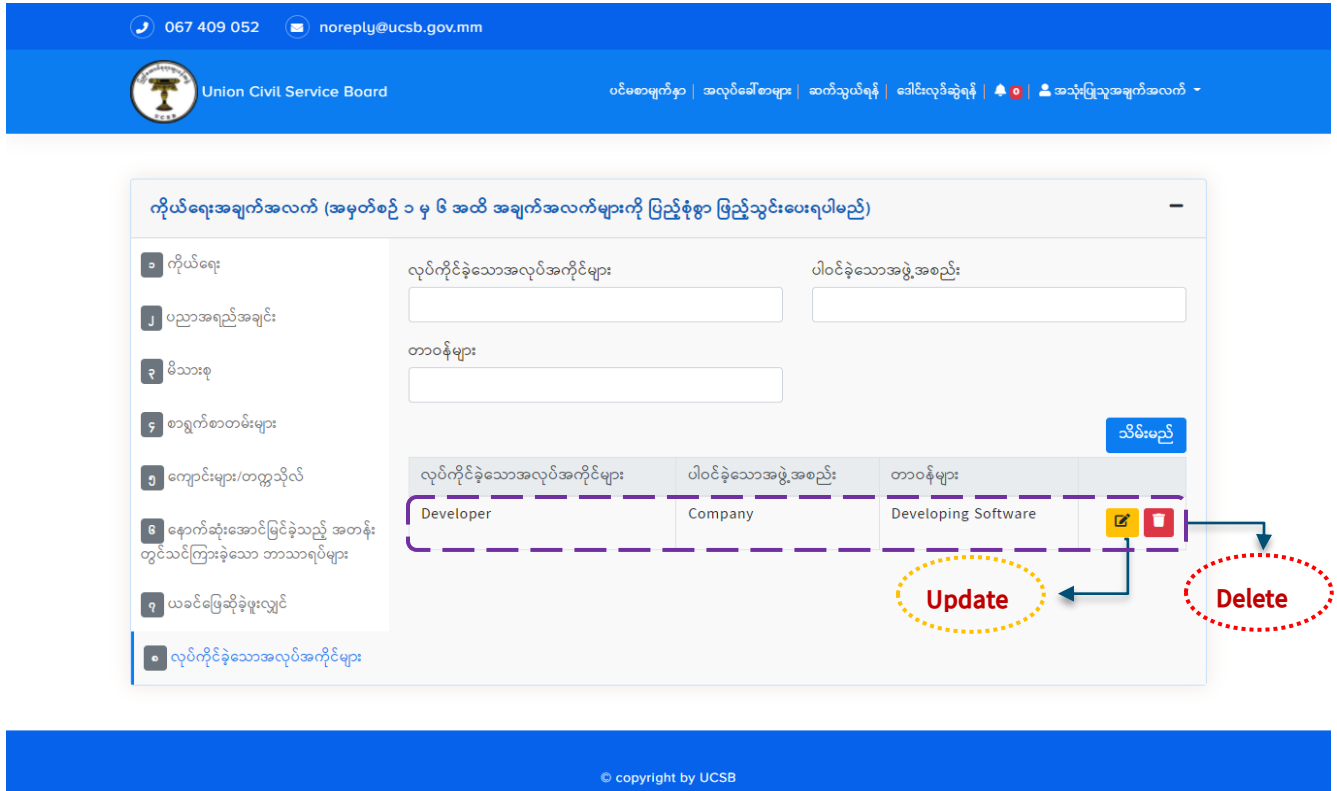 067 409 052 noreply@ucsb.gov.mm
Union Civil Service Board
ပင်မစာမျက်နှာ | အလုပ်ခေါ်စာများ | ဆက်သွယ်ရန် | ဒေါင်းလုဒ်ဆွဲရန် | 0 | အသုံးပြုသူအချက်အလက်
ကိုယ်ရေးအချက်အလက် (အမှတ်စဉ် ၁ မှ ၆ အထိ အချက်အလက်များကို ပြည့်စုံစွာ ဖြည့်သွင်းပေးရပါမည်)
၁ ကိုယ်ရေး
၂ ပညာအရည်အချင်း
၃ မိသားစု
၄ စာရွက်စာတမ်းများ
၅ ကျောင်းများ/တက္ကသိုလ်
၆ နောက်ဆုံးအောင်မြင်ခဲ့သည့် အတန်း
တွင်သင်ကြားခဲ့သော ဘာသာရပ်များ
၇ ယခင်ဖြေဆိုခဲ့ဖူးလျှင်
၈ လုပ်ကိုင်ခဲ့သောအလုပ်အကိုင်များ
လုပ်ကိုင်ခဲ့သောအလုပ်အကိုင်များ ပါဝင်ခဲ့သောအဖွဲ့အစည်း
တာဝန်များ
သိမ်းမည်
လုပ်ကိုင်ခဲ့သောအလုပ်အကိုင်များ ပါဝင်ခဲ့သောအဖွဲ့အစည်း တာဝန်များ
Developer Company Developing Software
Update Delete
© copyright by UCSB